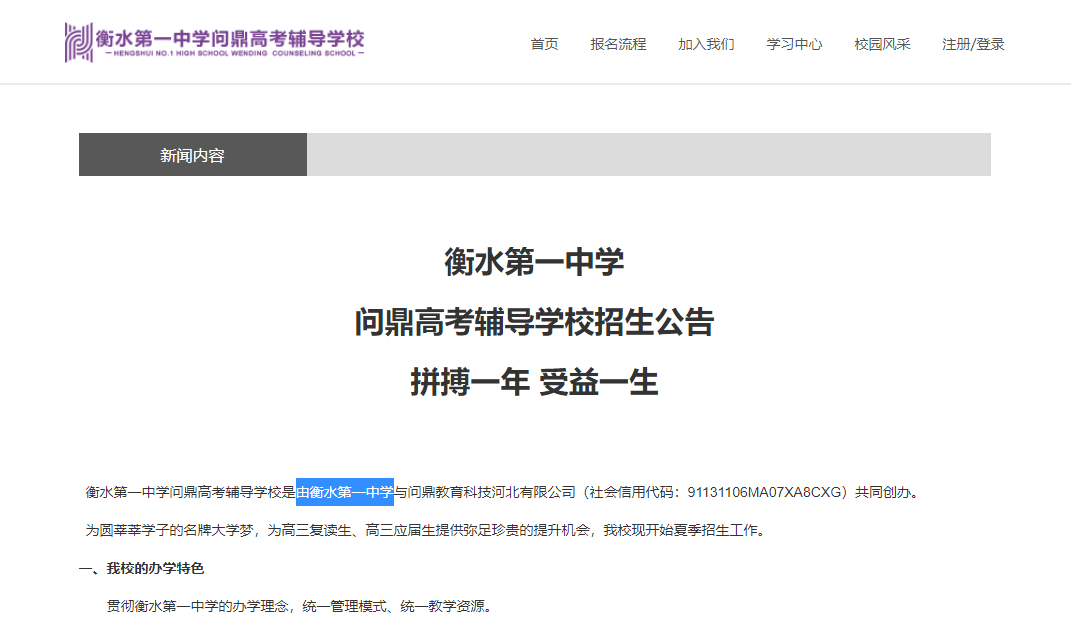 衡水第一中学问鼎高考辅导学校
HENGSHUI NO.1 HIGH SCHOOL WENDING COUNSELING SCHOOL
首页 报名流程 加入我们 学习中心 校园风采 注册/登录
新闻内容
衡水第一中学
问鼎高考辅导学校招生公告
拼搏一年 受益一生
衡水第一中学问鼎高考辅导学校是由衡水第一中学与问鼎教育科技河北有限公司（社会信用代码：91131106MA07XA8CXG）共同创办。
为圆莘莘学子的名牌大学梦，为高三复读生、高三应届生提供弥足珍贵的提升机会，我校现开始夏季招生工作。
一、我校的办学特色
贯彻衡水第一中学的办学理念，统一管理模式、统一教学资源。